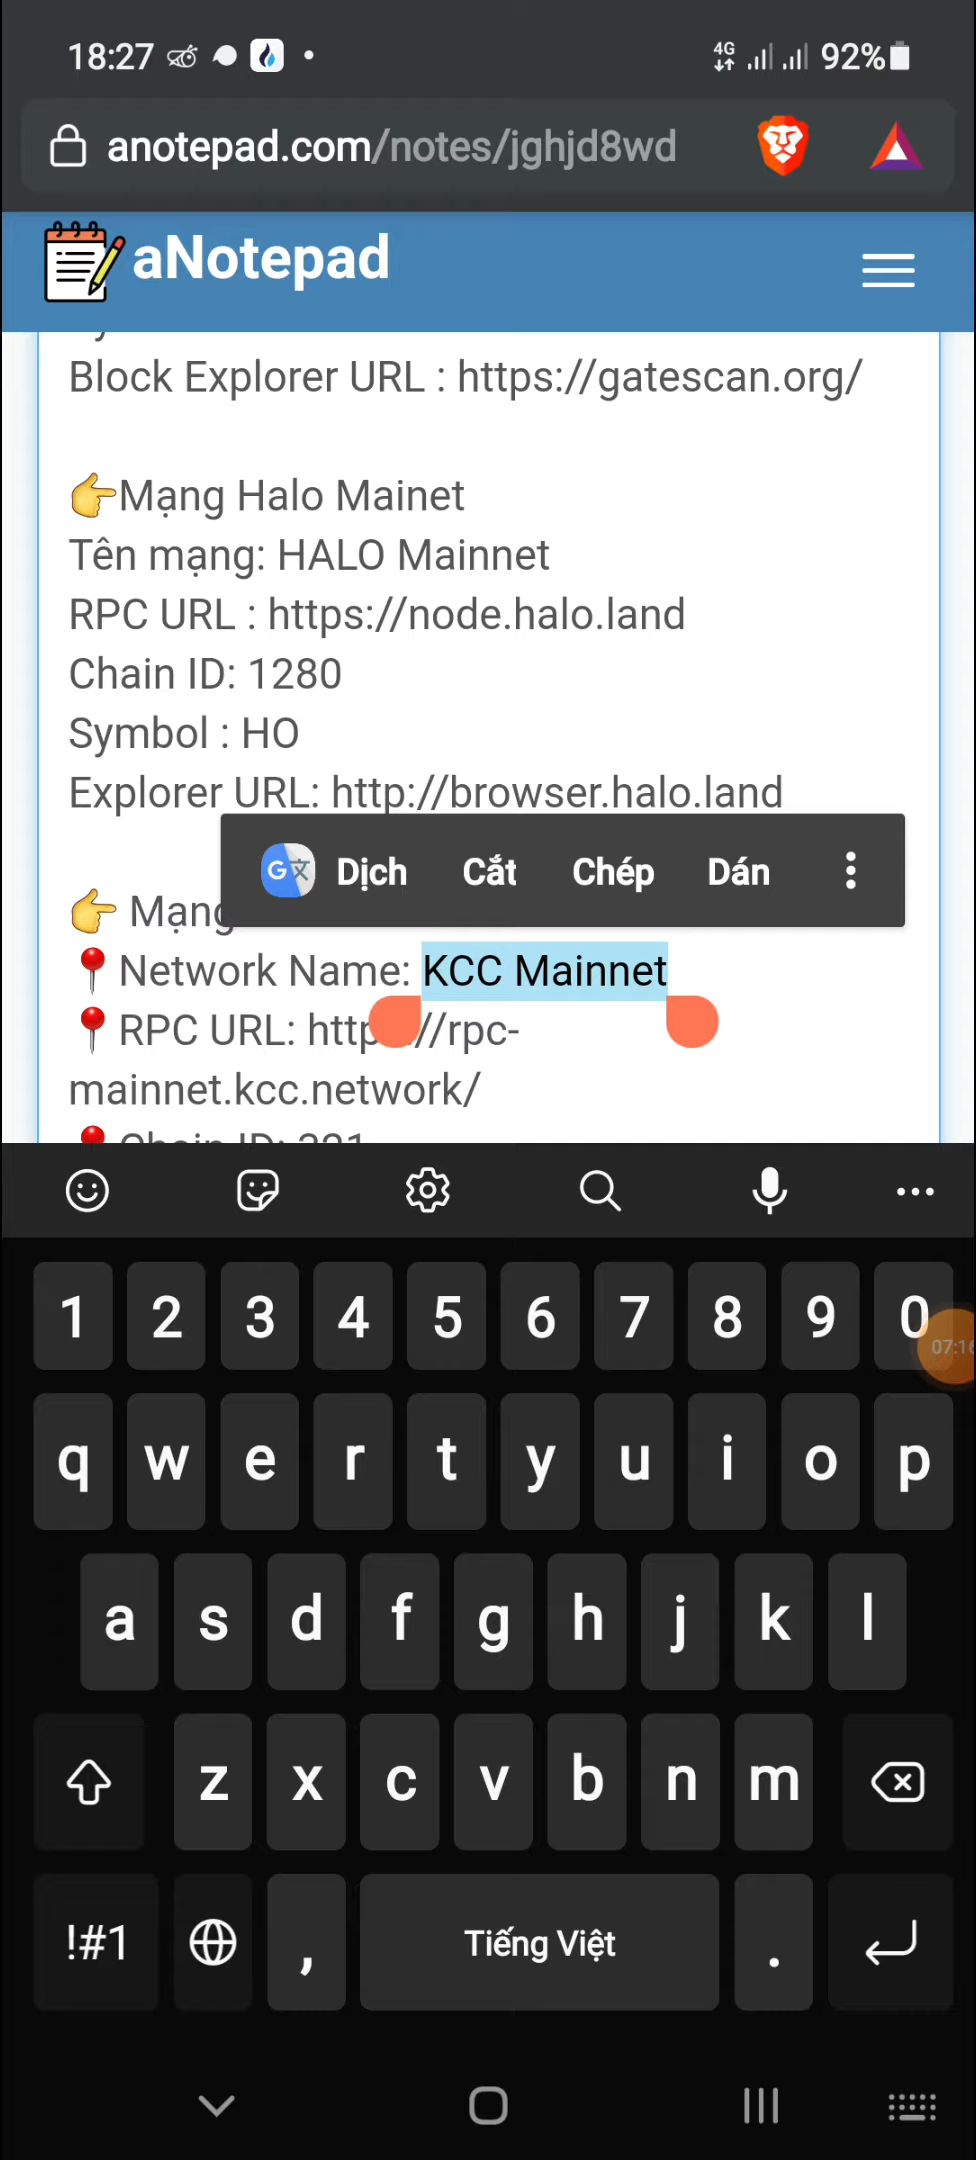 18:27
4G
92%
anotepad.com/notes/jghjd8wd
aNotepad
Block Explorer URL : https://gatescan.org/
👉Mạng Halo Mainet
Tên mạng: HALO Mainnet
RPC URL : https://node.halo.land
Chain ID: 1280
Symbol : HO
Explorer URL: http://browser.halo.land
Dịch Cắt Chép Dán
👉 Mạng
📍Network Name: KCC Mainnet
📍RPC URL: http //rpc-
mainnet.kcc.network/
📍Chain ID: 321
1 2 3 4 5 6 7 8 9 0
07:16
q w e r t y u i o p
a s d f g h j k l
z x c v b n m
!#1 , Tiếng Việt .